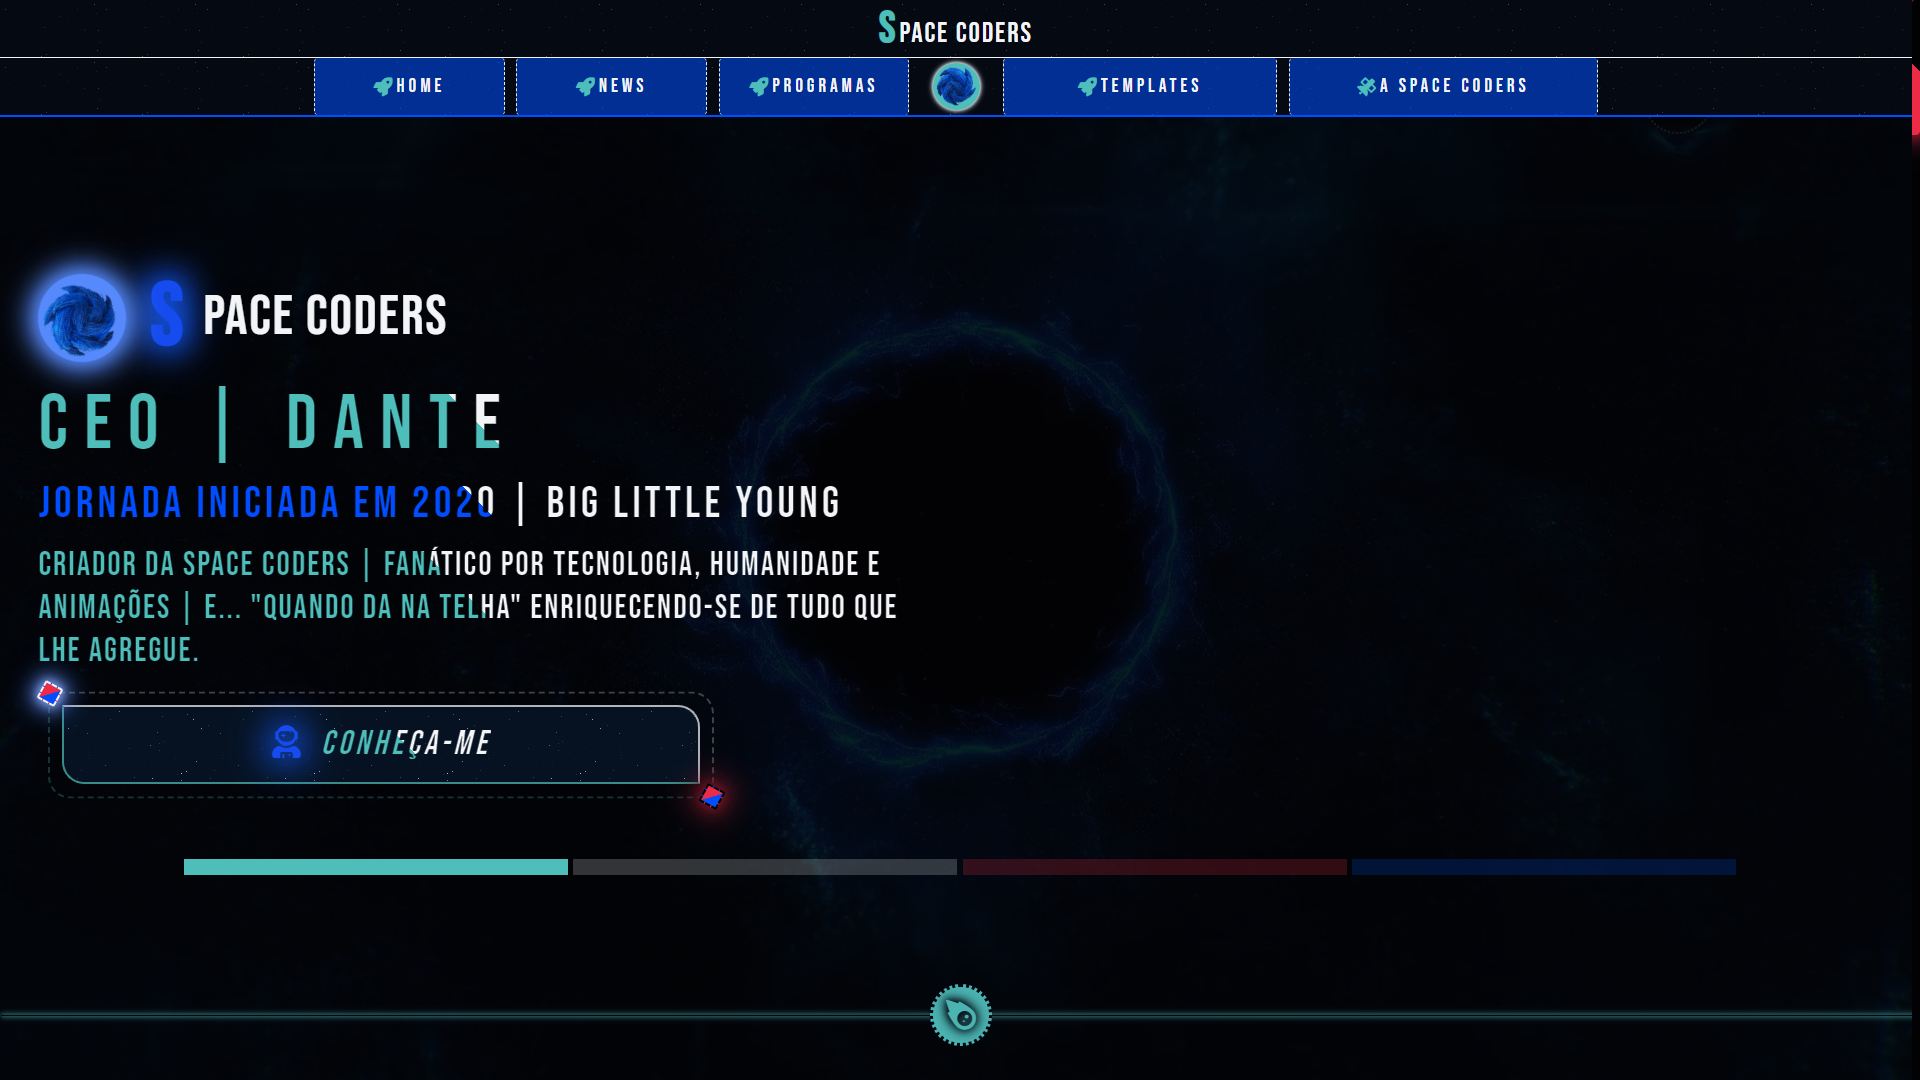 SPACE CODERS
HOME NEWS PROGRAMAS TEMPLATES A SPACE CODERS
SPACE CODERS
CEO | DANTE
JORNADA INICIADA EM 2020 | BIG LITTLE YOUNG
CRIADOR DA SPACE CODERS | FANÁTICO POR TECNOLOGIA, HUMANIDADE E
ANIMAÇÕES | E... "QUANDO DA NA TELHA" ENRIQUECENDO-SE DE TUDO QUE
LHE AGREGUE.
CONHEÇA-ME